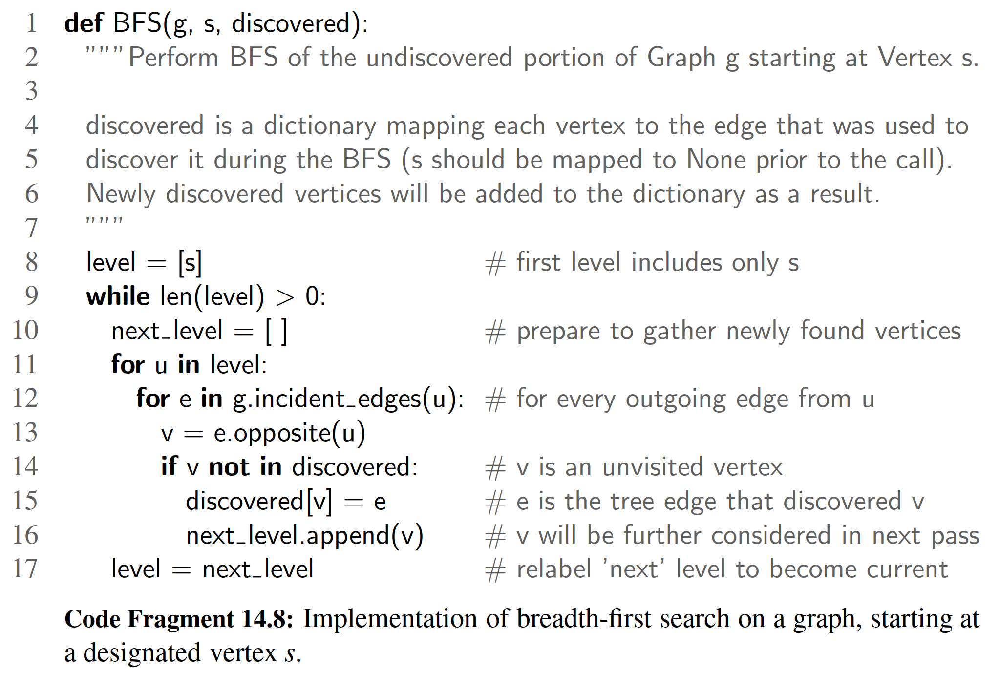 1 def BFS(g, s, discovered):
2 """Perform BFS of the undiscovered portion of Graph g starting at Vertex s.
3
4 discovered is a dictionary mapping each vertex to the edge that was used to
5 discover it during the BFS (s should be mapped to None prior to the call).
6 Newly discovered vertices will be added to the dictionary as a result.
7 """
8 level = [s] # first level includes only s
9 while len(level) > 0:
10 next_level = [ ] # prepare to gather newly found vertices
11 for u in level:
12 for e in g.incident_edges(u): # for every outgoing edge from u
13 v = e.opposite(u)
14 if v not in discovered: # v is an unvisited vertex
15 discovered[v] = e # e is the tree edge that discovered v
16 next_level.append(v) # v will be further considered in next pass
17 level = next_level # relabel 'next' level to become current
Code Fragment 14.8: Implementation of breadth-first search on a graph, starting at
a designated vertex s.